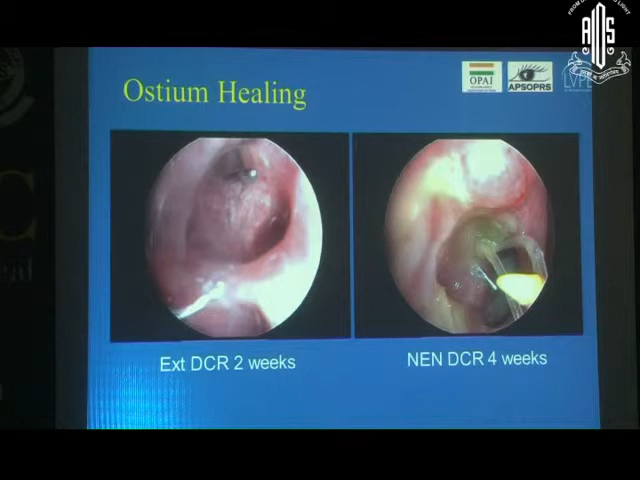 Ostium Healing
OPAI
APSOPRS
Ext DCR 2 weeks
NEN DCR 4 weeks